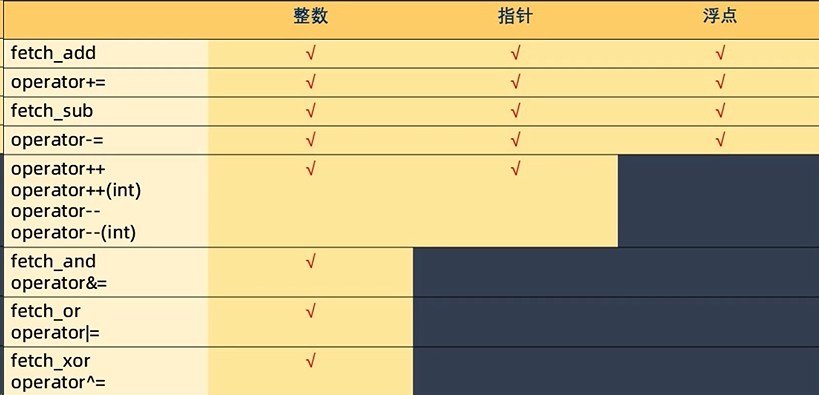 整数 指针 浮点
fetch_add √ √ √
operator+= √ √ √
fetch_sub √ √ √
operator-= √ √ √
operator++ √ √
operator++(int)
operator--
operator--(int)
fetch_and √
operator&=
fetch_or √
operator|=
fetch_xor √
operator^=